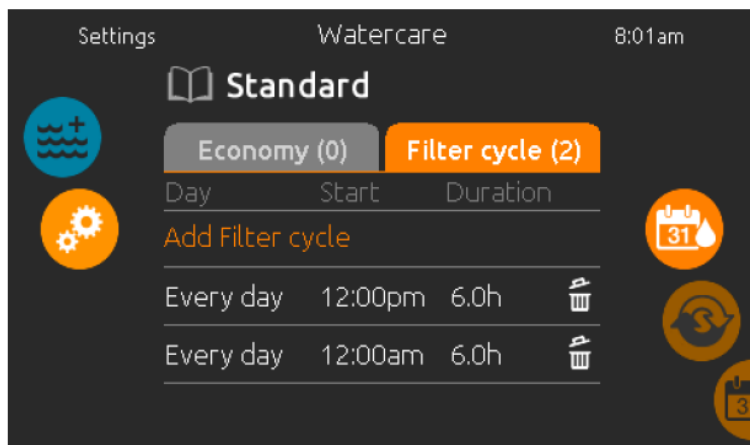 Settings Watercare 8:01am
Standard
Economy (0) Filter cycle (2)
Day Start Duration
Add Filter cycle
31
Every day 12:00pm 6.0h
S
Every day 12:00am 6.0h
3